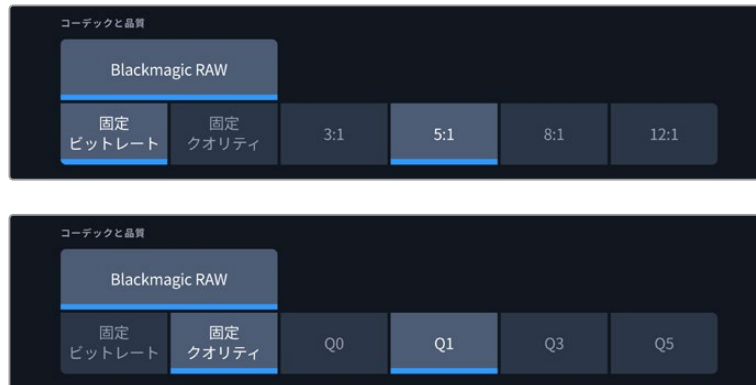 コーデックと品質
Blackmagic RAW
固定
ビットレート
固定
クオリティ
3:1
5:1
8:1
12:1
コーデックと品質
Blackmagic RAW
固定
ビットレート
固定
クオリティ
Q0
Q1
Q3
Q5